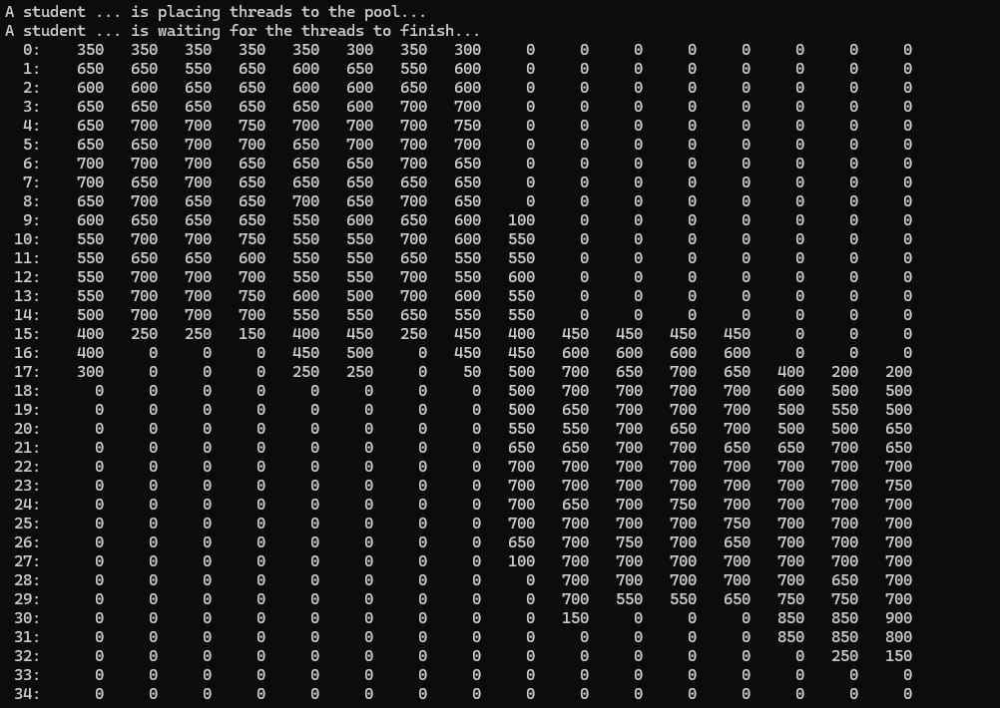 A student ... is placing threads to the pool...
A student ... is waiting for the threads to finish...
0: 350 350 350 350 350 300 350 300 0 0 0 0 0 0 0 0
1: 650 650 550 650 600 650 550 600 0 0 0 0 0 0 0 0
2: 600 600 650 650 600 600 650 650 0 0 0 0 0 0 0 0
3: 650 650 650 650 650 600 700 700 0 0 0 0 0 0 0 0
4: 650 700 700 750 700 700 700 750 0 0 0 0 0 0 0 0
5: 650 650 700 700 650 700 700 700 0 0 0 0 0 0 0 0
6: 700 700 700 650 650 650 700 650 0 0 0 0 0 0 0 0
7: 700 650 700 650 650 650 650 650 0 0 0 0 0 0 0 0
8: 650 700 650 650 700 650 700 650 0 0 0 0 0 0 0 0
9: 600 650 650 650 550 600 650 600 100 0 0 0 0 0 0 0
10: 550 700 700 750 550 550 700 600 550 0 0 0 0 0 0 0
11: 550 650 650 600 550 550 650 550 550 0 0 0 0 0 0 0
12: 550 700 700 700 550 550 700 550 600 0 0 0 0 0 0 0
13: 550 700 700 750 600 500 700 600 550 0 0 0 0 0 0 0
14: 500 700 700 700 550 550 650 550 550 0 0 0 0 0 0 0
15: 400 250 250 150 400 450 250 450 400 450 450 450 450 0 0 0
16: 400 0 0 0 450 500 0 450 450 600 600 600 600 0 0 0
17: 300 0 0 0 250 250 0 50 500 700 650 700 650 400 200 200
18: 0 0 0 0 0 0 0 0 500 700 700 700 700 600 500 500
19: 0 0 0 0 0 0 0 0 500 650 700 700 700 500 550 500
20: 0 0 0 0 0 0 0 0 550 550 700 650 700 500 500 650
21: 0 0 0 0 0 0 0 0 650 650 700 700 650 650 700 650
22: 0 0 0 0 0 0 0 0 700 700 700 700 700 700 700 700
23: 0 0 0 0 0 0 0 0 700 700 700 700 700 700 700 750
24: 0 0 0 0 0 0 0 0 700 650 700 750 700 700 700 700
25: 0 0 0 0 0 0 0 0 700 700 700 700 750 700 700 700
26: 0 0 0 0 0 0 0 0 650 700 750 700 650 700 700 700
27: 0 0 0 0 0 0 0 0 100 700 700 700 700 700 700 700
28: 0 0 0 0 0 0 0 0 0 700 700 700 700 700 650 700
29: 0 0 0 0 0 0 0 0 0 700 550 550 650 750 750 700
30: 0 0 0 0 0 0 0 0 0 150 0 0 0 850 850 900
31: 0 0 0 0 0 0 0 0 0 0 0 0 0 850 850 800
32: 0 0 0 0 0 0 0 0 0 0 0 0 0 0 250 150
33: 0 0 0 0 0 0 0 0 0 0 0 0 0 0 0 0
34: 0 0 0 0 0 0 0 0 0 0 0 0 0 0 0 0